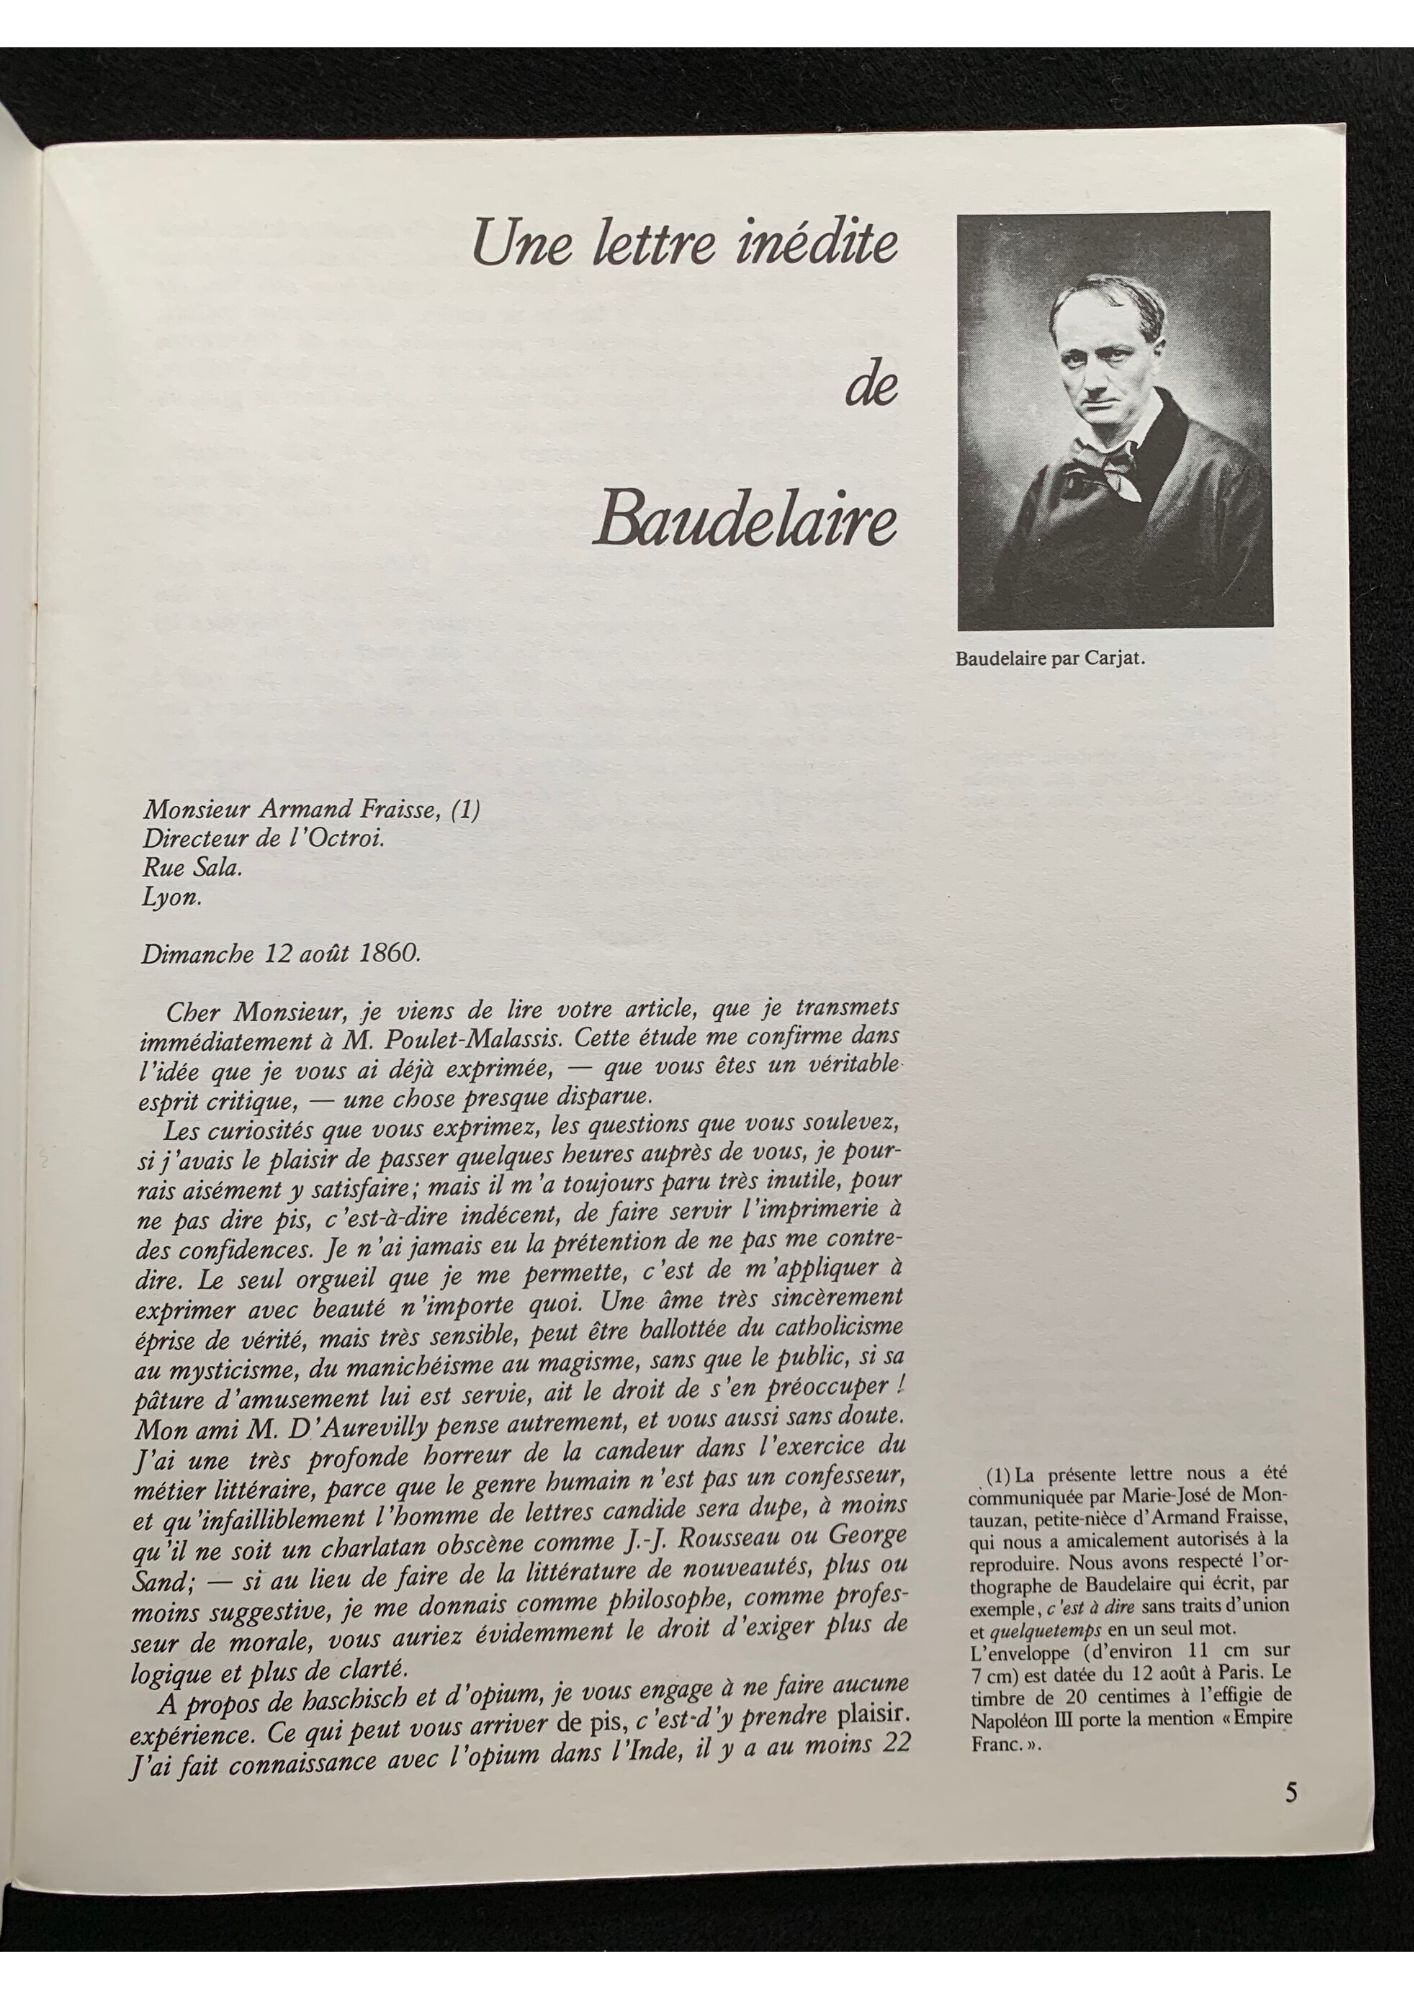 Une lettre inédite
de
Baudelaire
Baudelaire par Carjat.
Monsieur Armand Fraisse, (1)
Directeur de l'Octroi.
Rue Sala.
Lyon.
Dimanche 12 août 1860.
Cher Monsieur, je viens de lire votre article, que je transmets
immédiatement à M. Poulet-Malassis. Cette étude me confirme dans
l'idée que je vous ai déjà exprimée, — que vous êtes un véritable
esprit critique, — une chose presque disparue.
Les curiosités que vous exprimez, les questions que vous soulevez,
si j'avais le plaisir de passer quelques heures auprès de vous, je pour-
rais aisément y satisfaire; mais il m'a toujours paru très inutile, pour
ne pas dire pis, c'est-à-dire indécent, de faire servir l'imprimerie à
des confidences. Je n'ai jamais eu la prétention de ne pas me contre-
dire. Le seul orgueil que je me permette, c'est de m'appliquer à
exprimer avec beauté n'importe quoi. Une âme très sincèrement
éprise de vérité, mais très sensible, peut être ballottée du catholicisme
au mysticisme, du manichéisme au magisme, sans que le public, si sa
pâture d'amusement lui est servie, ait le droit de s'en préoccuper !
Mon ami M. D'Aurevilly pense autrement, et vous aussi sans doute.
J'ai une très profonde horreur de la candeur dans l'exercice du
métier littéraire, parce que le genre humain n'est pas un confesseur,
et qu'infailliblement l'homme de lettres candide sera dupe, à moins
qu'il ne soit un charlatan obscène comme J.-J. Rousseau ou George
Sand; — si au lieu de faire de la littérature de nouveautés, plus ou
moins suggestive, je me donnais comme philosophe, comme profes-
seur de morale, vous auriez évidemment le droit d'exiger plus de
logique et plus de clarté.
A propos de haschisch et d'opium, je vous engage à ne faire aucune
expérience. Ce qui peut vous arriver de pis, c'est-d'y prendre plaisir.
J'ai fait connaissance avec l'opium dans l'Inde, il y a au moins 22
(1) La présente lettre nous a été
communiquée par Marie-José de Mon-
tauzan, petite-nièce d'Armand Fraisse,
qui nous a amicalement autorisés à la
reproduire. Nous avons respecté l'or-
thographe de Baudelaire qui écrit, par
exemple, c'est à dire sans traits d'union
et quelquetemps en un seul mot.
L'enveloppe (d'environ 11 cm sur
7 cm) est datée du 12 août à Paris. Le
timbre de 20 centimes à l'effigie de
Napoléon III porte la mention « Empire
Franc. ».
5